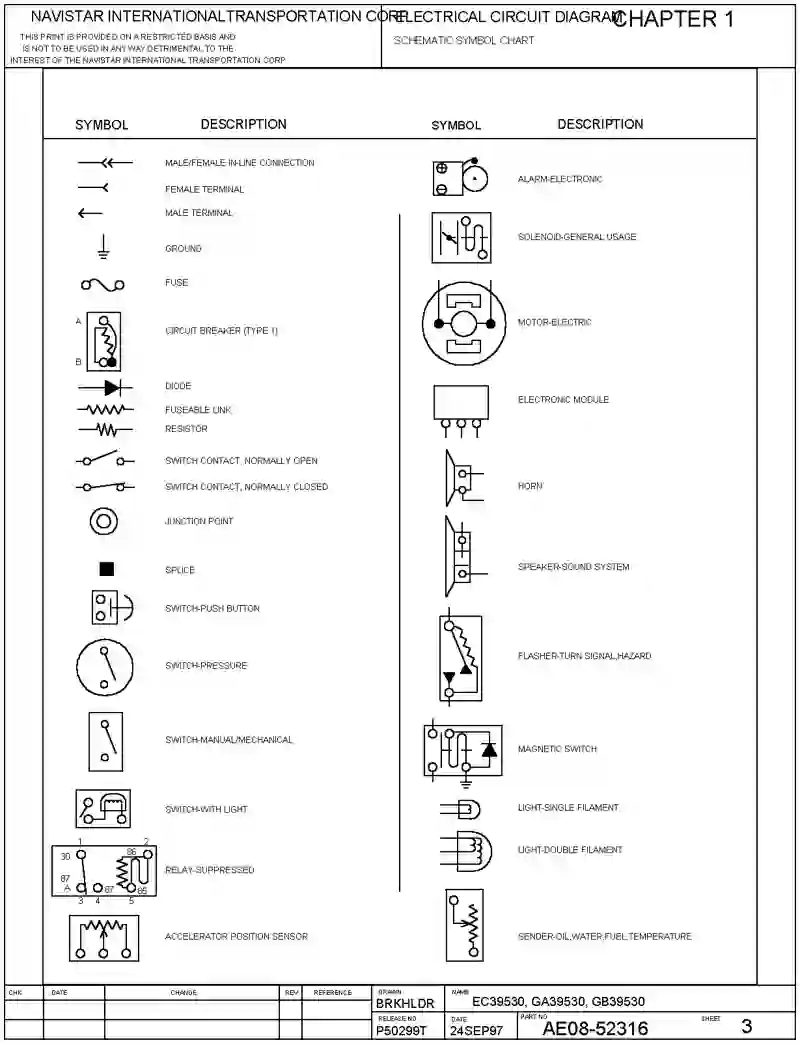 NAVISTAR INTERNATIONAL TRANSPORTATION CORP
THIS PRINT IS PROVIDED ON A RESTRICTED BASIS AND
IS NOT TO BE USED IN ANY WAY DETRIMENTAL TO THE
INTEREST OF THE NAVISTAR INTERNATIONAL TRANSPORTATION CORP
ELECTRICAL CIRCUIT DIAGRAM
CHAPTER 1
SCHEMATIC SYMBOL CHART
SYMBOL DESCRIPTION
MALE/FEMALE IN-LINE CONNECTION
FEMALE TERMINAL
MALE TERMINAL
GROUND
FUSE
A
B
CIRCUIT BREAKER (TYPE 1)
DIODE
FUSEABLE LINK
RESISTOR
SWITCH CONTACT, NORMALLY OPEN
SWITCH CONTACT, NORMALLY CLOSED
JUNCTION POINT
SPLICE
SWITCH-PUSH BUTTON
SWITCH-PRESSURE
SWITCH-MANUAL/MECHANICAL
SWITCH-WITH LIGHT
1 2
30 86
87
A 87 85
3 4 5
RELAY-SUPPRESSED
ACCELERATOR POSITION SENSOR
SYMBOL DESCRIPTION
ALARM-ELECTRONIC
SOLENOID-GENERAL USAGE
MOTOR-ELECTRIC
ELECTRONIC MODULE
HORN
SPEAKER-SOUND SYSTEM
FLASHER-TURN SIGNAL,HAZARD
MAGNETIC SWITCH
LIGHT-SINGLE FILAMENT
LIGHT-DOUBLE FILAMENT
SENDER-OIL,WATER,FUEL,TEMPERATURE
CHK DATE CHANGE REV REFERENCE
DRAWN
BRKHLDR
NAME
EC39530, GA39530, GB39530
RELEASE NO
P50299T
DATE
24SEP97
PART NO
AE08-52316
SHEET 3